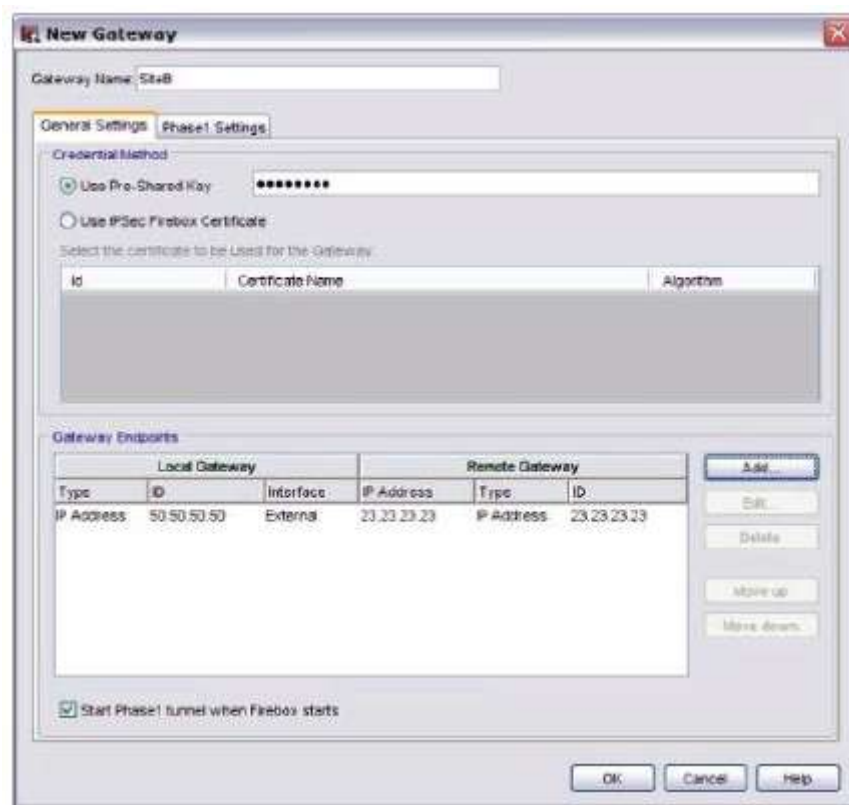 New Gateway
Gateway Name: SiteB
General Settings Phase1 Settings
Credential Method
Use Pre-Shared Key ●●●●●●●●
Use IPSec Firebox Certificate
Select the certificate to be used for the Gateway.
Id Certificate Name Algorithm
Gateway Endpoints
Local Gateway Remote Gateway
Type ID Interface IP Address Type ID
IP Address 50.50.50.50 External 23.23.23.23 IP Address 23.23.23.23
Add...
Edit...
Delete
Move up
Move down
Start Phase1 tunnel when Firebox starts
OK Cancel Help